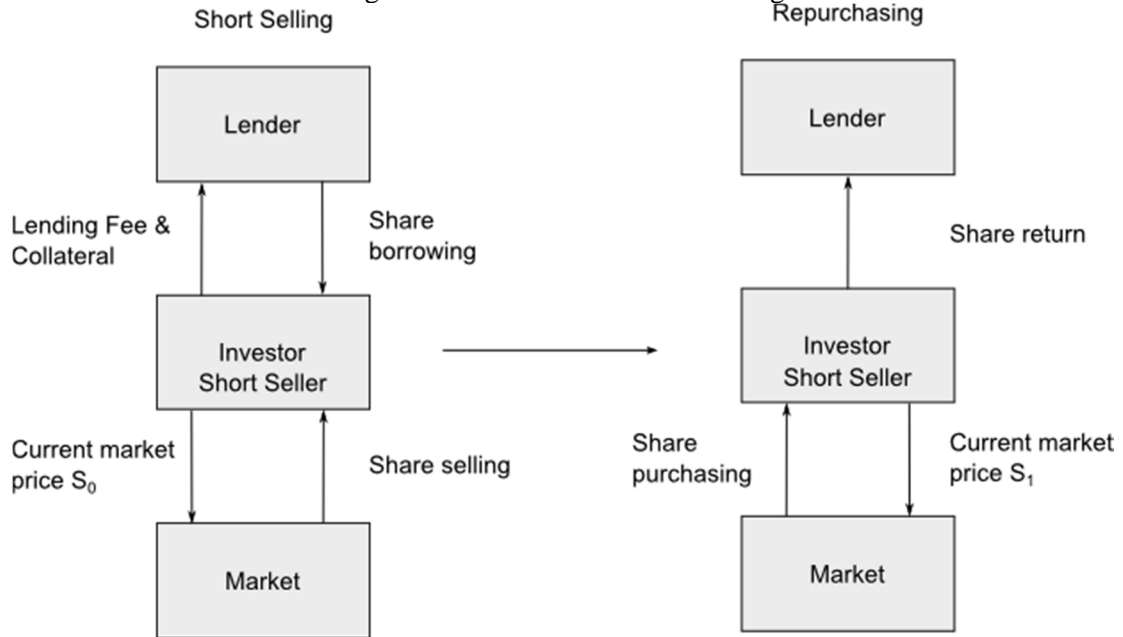 Short Selling
Lender
Lending Fee &
Collateral
Share
borrowing
Investor
Short Seller
Current market
price S₀
Share selling
Market
Repurchasing
Lender
Share return
Investor
Short Seller
Share
purchasing
Current market
price S₁
Market